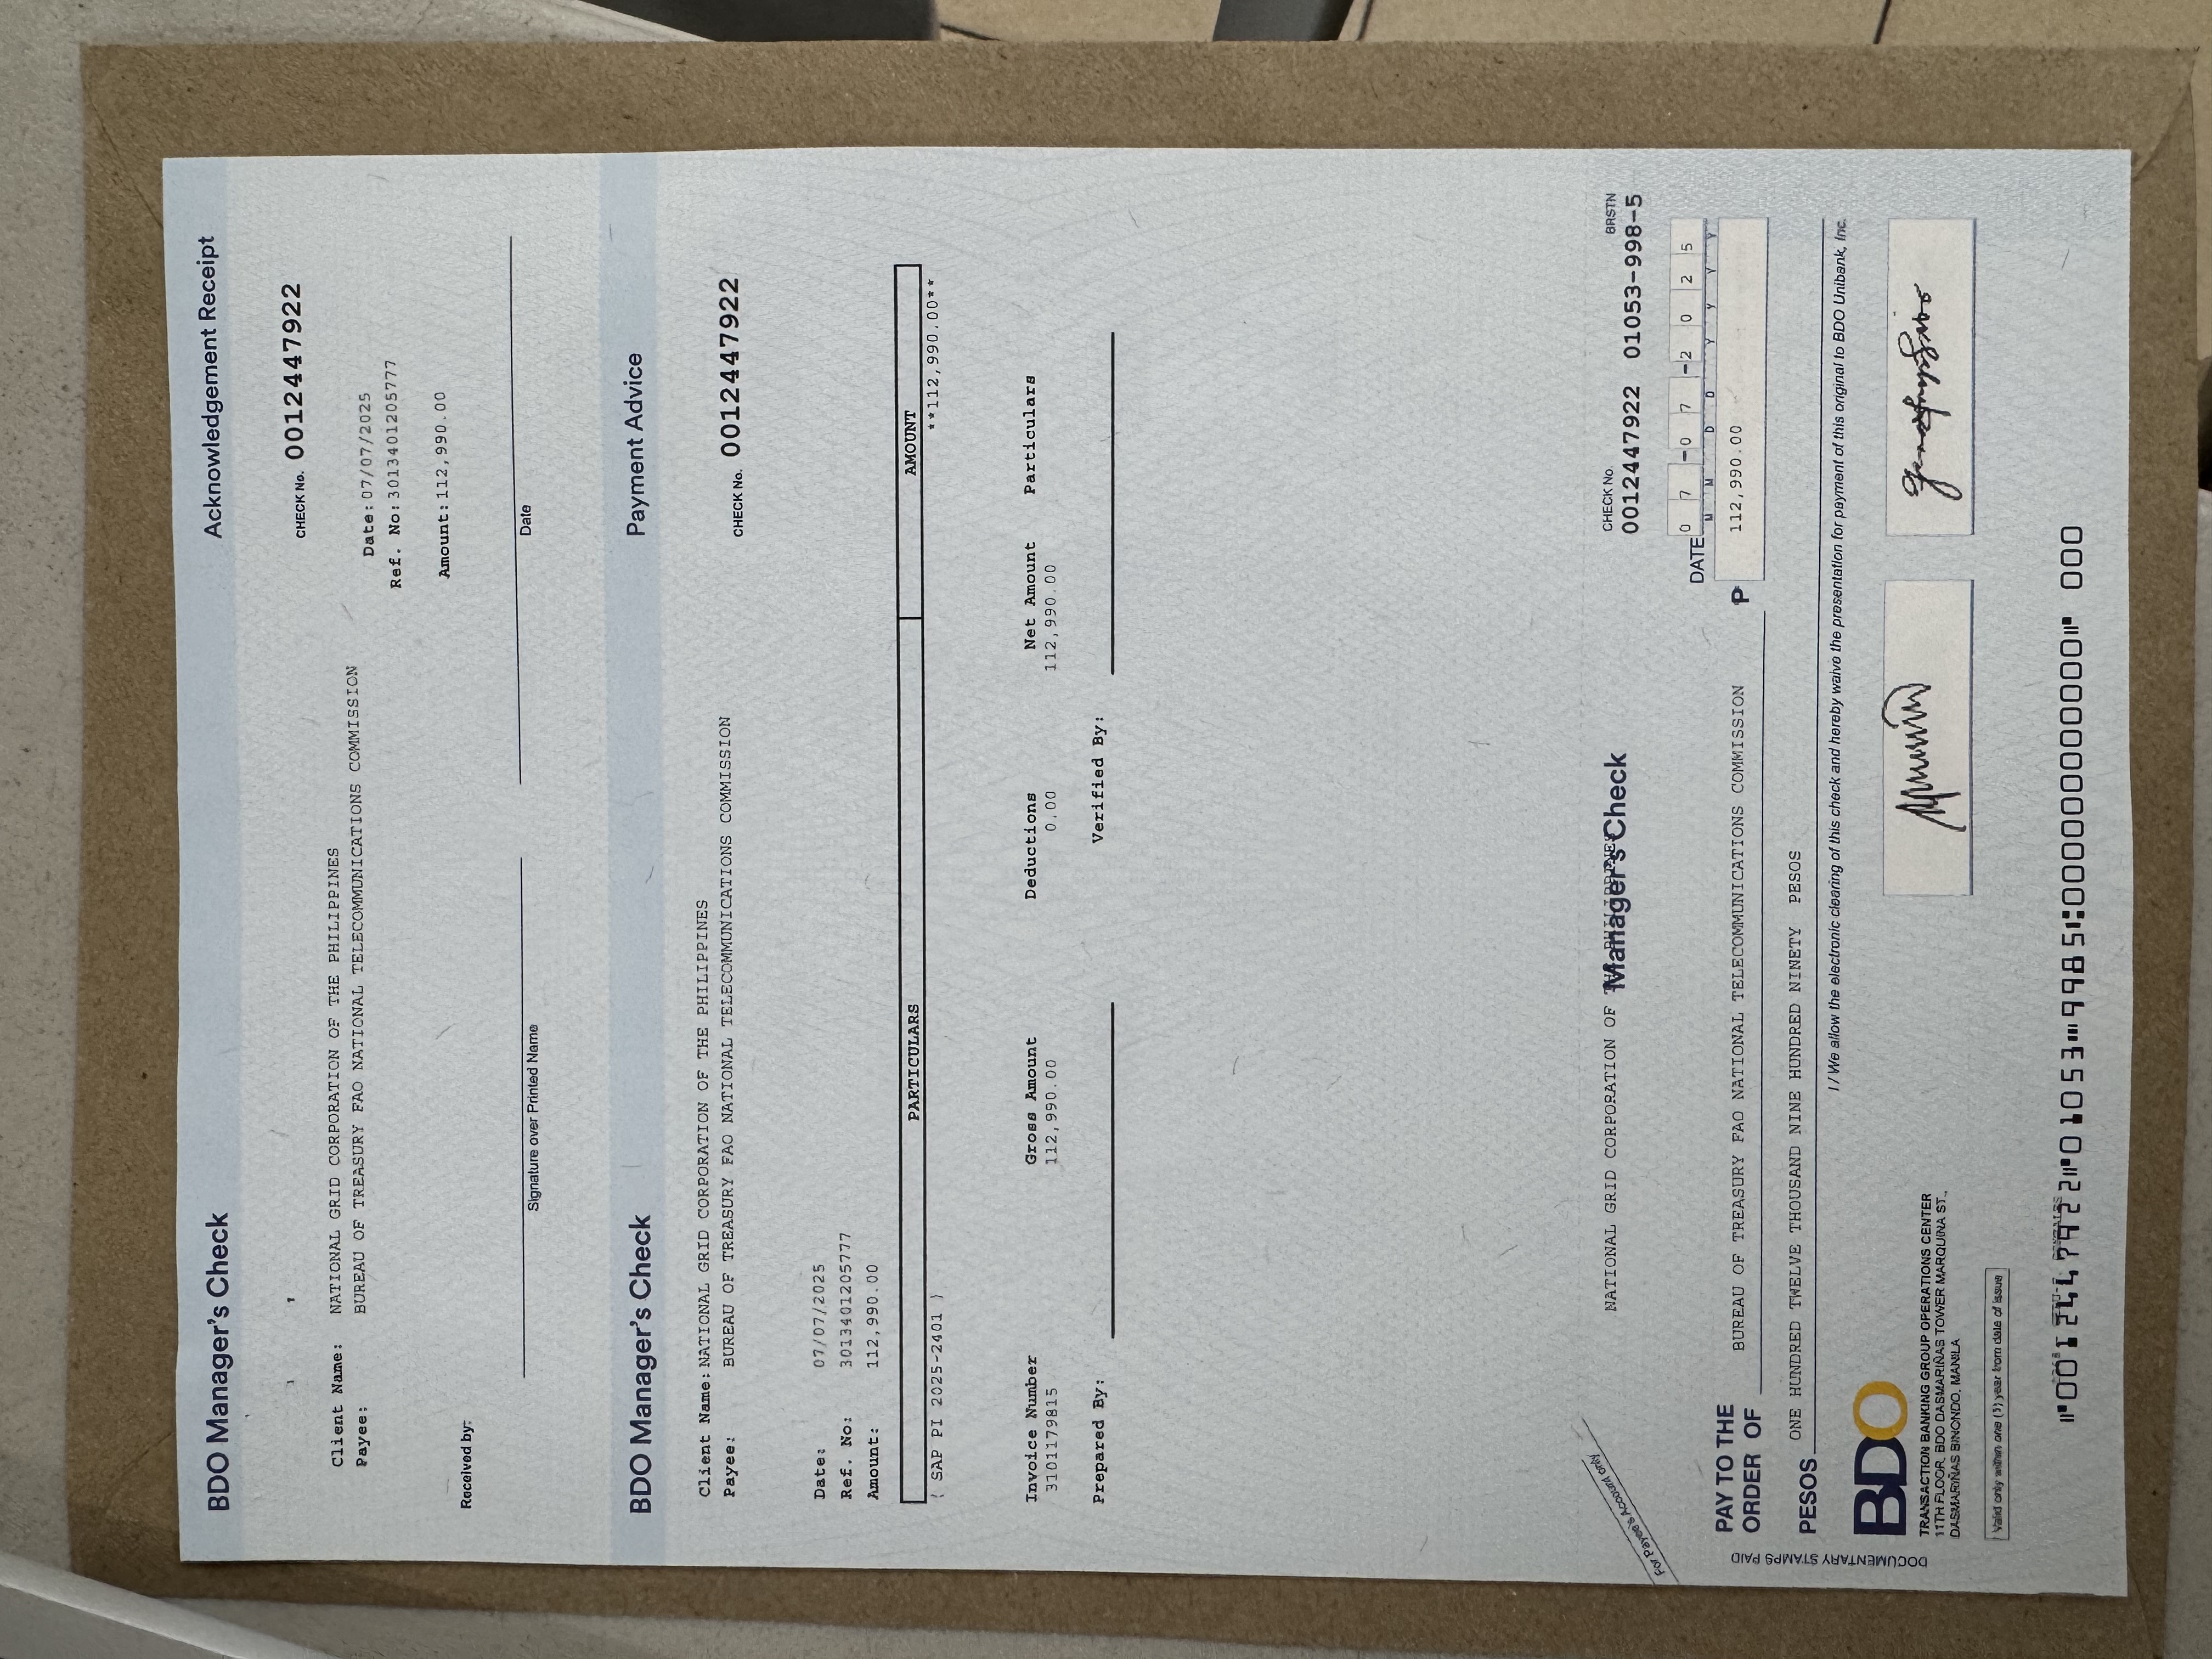 BDO Manager's Check Acknowledgement Receipt
CHECK No. 0012447922
Client Name: NATIONAL GRID CORPORATION OF THE PHILIPPINES
Payee: BUREAU OF TREASURY FAO NATIONAL TELECOMMUNICATIONS COMMISSION
Date: 07/07/2025
Ref. No: 3013401205777
Amount: 112,990.00
Received by:
Signature over Printed Name Date
BDO Manager's Check Payment Advice
Client Name: NATIONAL GRID CORPORATION OF THE PHILIPPINES
Payee: BUREAU OF TREASURY FAO NATIONAL TELECOMMUNICATIONS COMMISSION
CHECK No. 0012447922
Date: 07/07/2025
Ref. No: 3013401205777
Amount: 112,990.00
PARTICULARS AMOUNT
( SAP PI 2025-2401 ) **112,990.00**
Invoice Number Gross Amount Deductions Net Amount Particulars
3101179815 112,990.00 0.00 112,990.00
Prepared By: Verified By:
For Payee's Account only
NATIONAL GRID CORPORATION OF THE PHILIPPINES
Manager's Check
CHECK No. BRSTN
0012447922 01053-998-5
DATE 07-07-2025
M M D D Y Y Y Y
PAY TO THE
ORDER OF BUREAU OF TREASURY FAO NATIONAL TELECOMMUNICATIONS COMMISSION P 112,990.00
PESOS ONE HUNDRED TWELVE THOUSAND NINE HUNDRED NINETY PESOS
I / We allow the electronic clearing of this check and hereby waive the presentation for payment of this original to BDO Unibank, Inc.
DOCUMENTARY STAMPS PAID
BDO
TRANSACTION BANKING GROUP OPERATIONS CENTER
11TH FLOOR, BDO DASMARIÑAS TOWER MARQUINA ST.,
DASMARIÑAS BINONDO, MANILA
Valid only within one (1) year from date of issue
⑈0012447922⑈01053⑉9985⑆000000000000⑈ 000